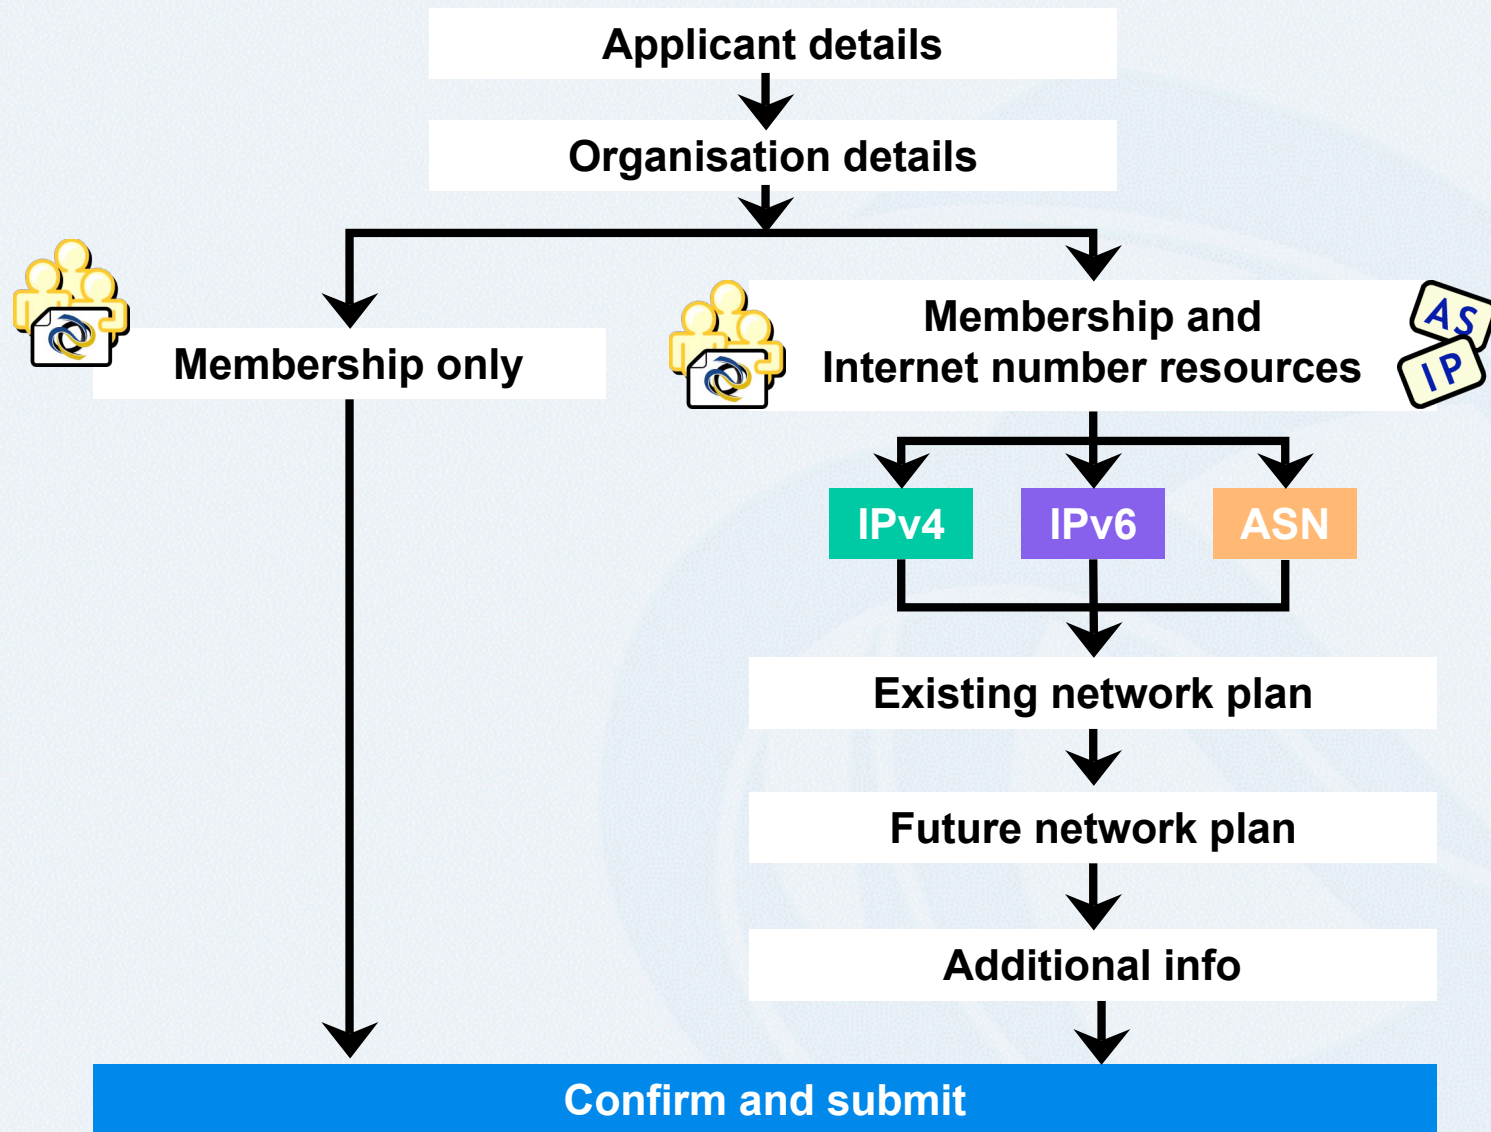 Applicant details
Organisation details
Membership only
Membership and
Internet number resources
AS
IP
IPv4
IPv6
ASN
Existing network plan
Future network plan
Additional info
Confirm and submit